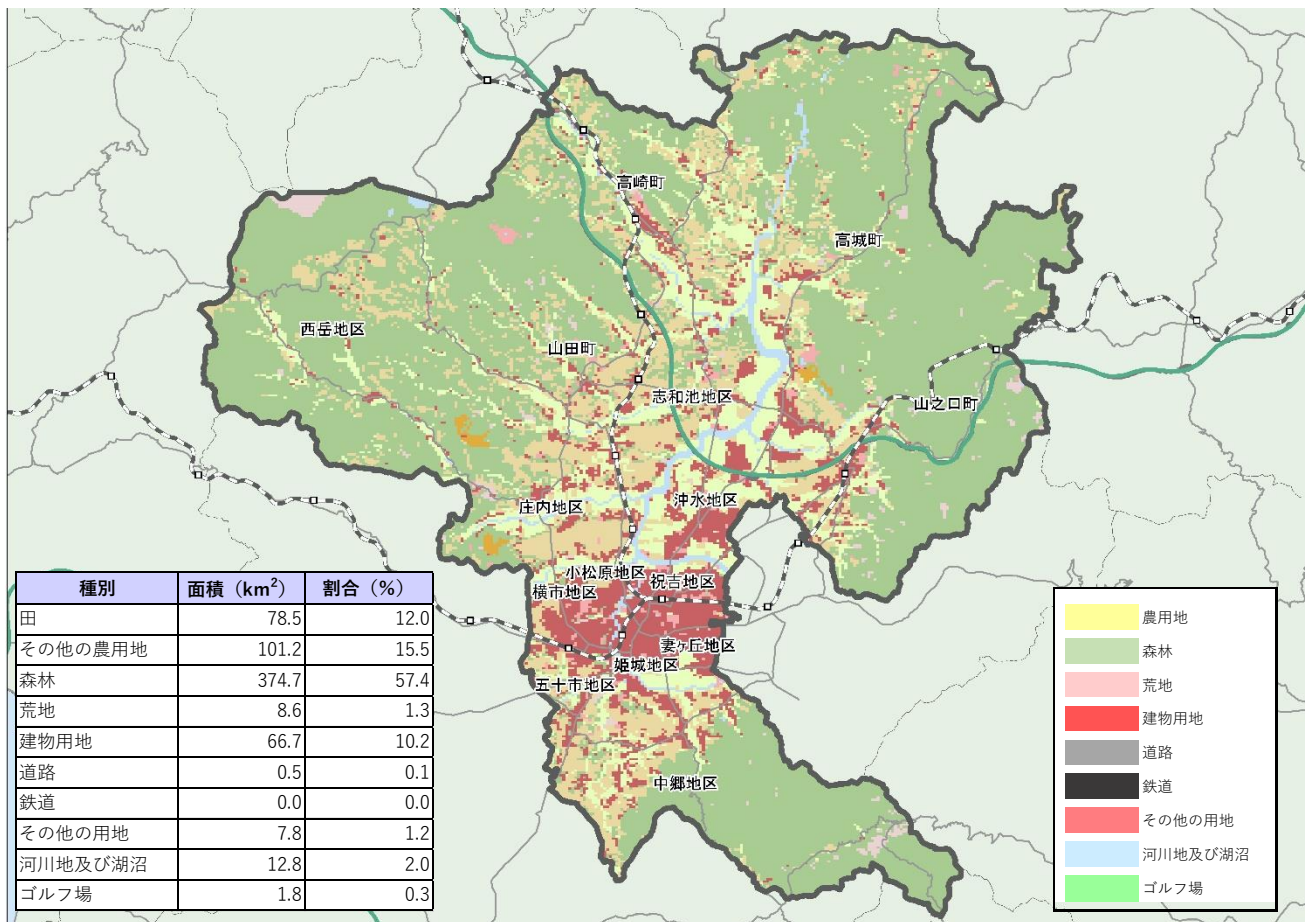 高崎町
高城町
西岳地区
山田町
志和池地区
山之口町
庄内地区
沖水地区
小松原地区
祝吉地区
横市地区
妻ヶ丘地区
姫城地区
五十市地区
中郷地区
種別 面積（km²） 割合（%）
田 78.5 12.0
その他の農用地 101.2 15.5
森林 374.7 57.4
荒地 8.6 1.3
建物用地 66.7 10.2
道路 0.5 0.1
鉄道 0.0 0.0
その他の用地 7.8 1.2
河川地及び湖沼 12.8 2.0
ゴルフ場 1.8 0.3
農用地
森林
荒地
建物用地
道路
鉄道
その他の用地
河川地及び湖沼
ゴルフ場